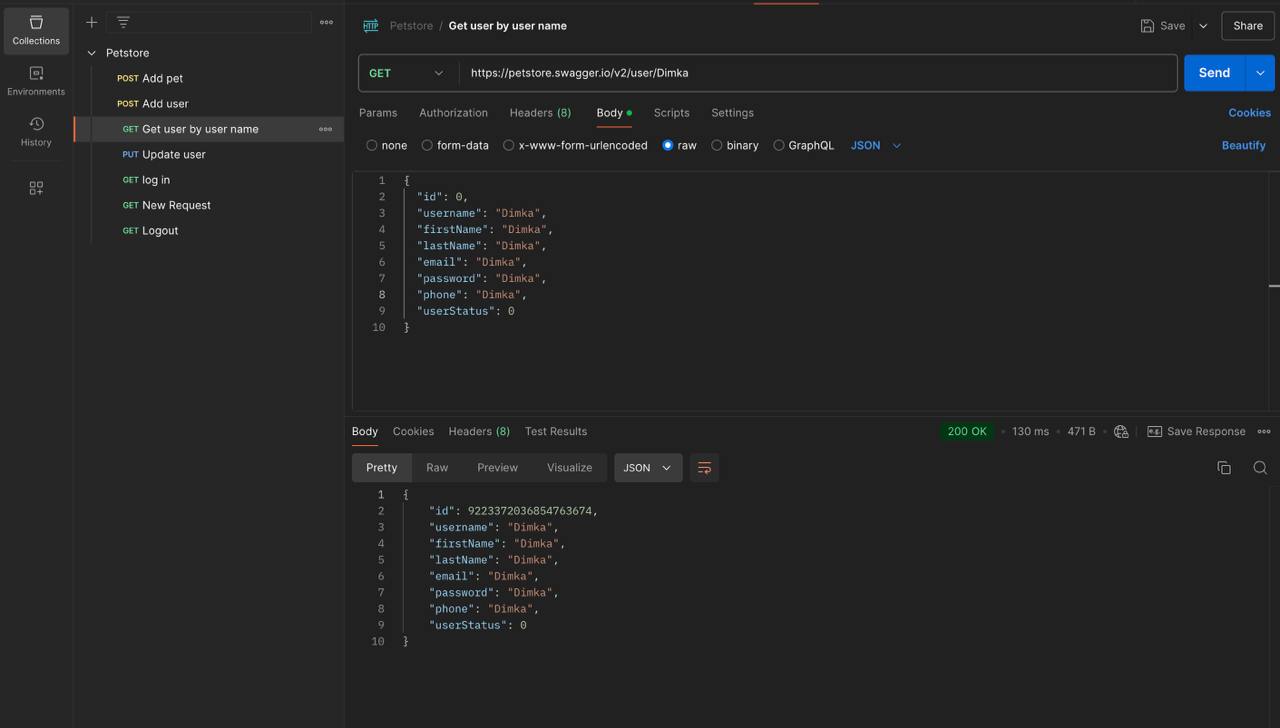 Collections
Environments
History
Petstore
POST Add pet
POST Add user
GET Get user by user name
PUT Update user
GET log in
GET New Request
GET Logout
HTTP Petstore / Get user by user name
Save
Share
GET
https://petstore.swagger.io/v2/user/Dimka
Send
Params Authorization Headers (8) Body Scripts Settings Cookies
none form-data x-www-form-urlencoded raw binary GraphQL JSON Beautify
1 {
2 "id": 0,
3 "username": "Dimka",
4 "firstName": "Dimka",
5 "lastName": "Dimka",
6 "email": "Dimka",
7 "password": "Dimka",
8 "phone": "Dimka",
9 "userStatus": 0
10 }
Body Cookies Headers (8) Test Results 200 OK 130 ms 471 B e.g. Save Response
Pretty Raw Preview Visualize JSON
1 {
2 "id": 9223372036854763674,
3 "username": "Dimka",
4 "firstName": "Dimka",
5 "lastName": "Dimka",
6 "email": "Dimka",
7 "password": "Dimka",
8 "phone": "Dimka",
9 "userStatus": 0
10 }